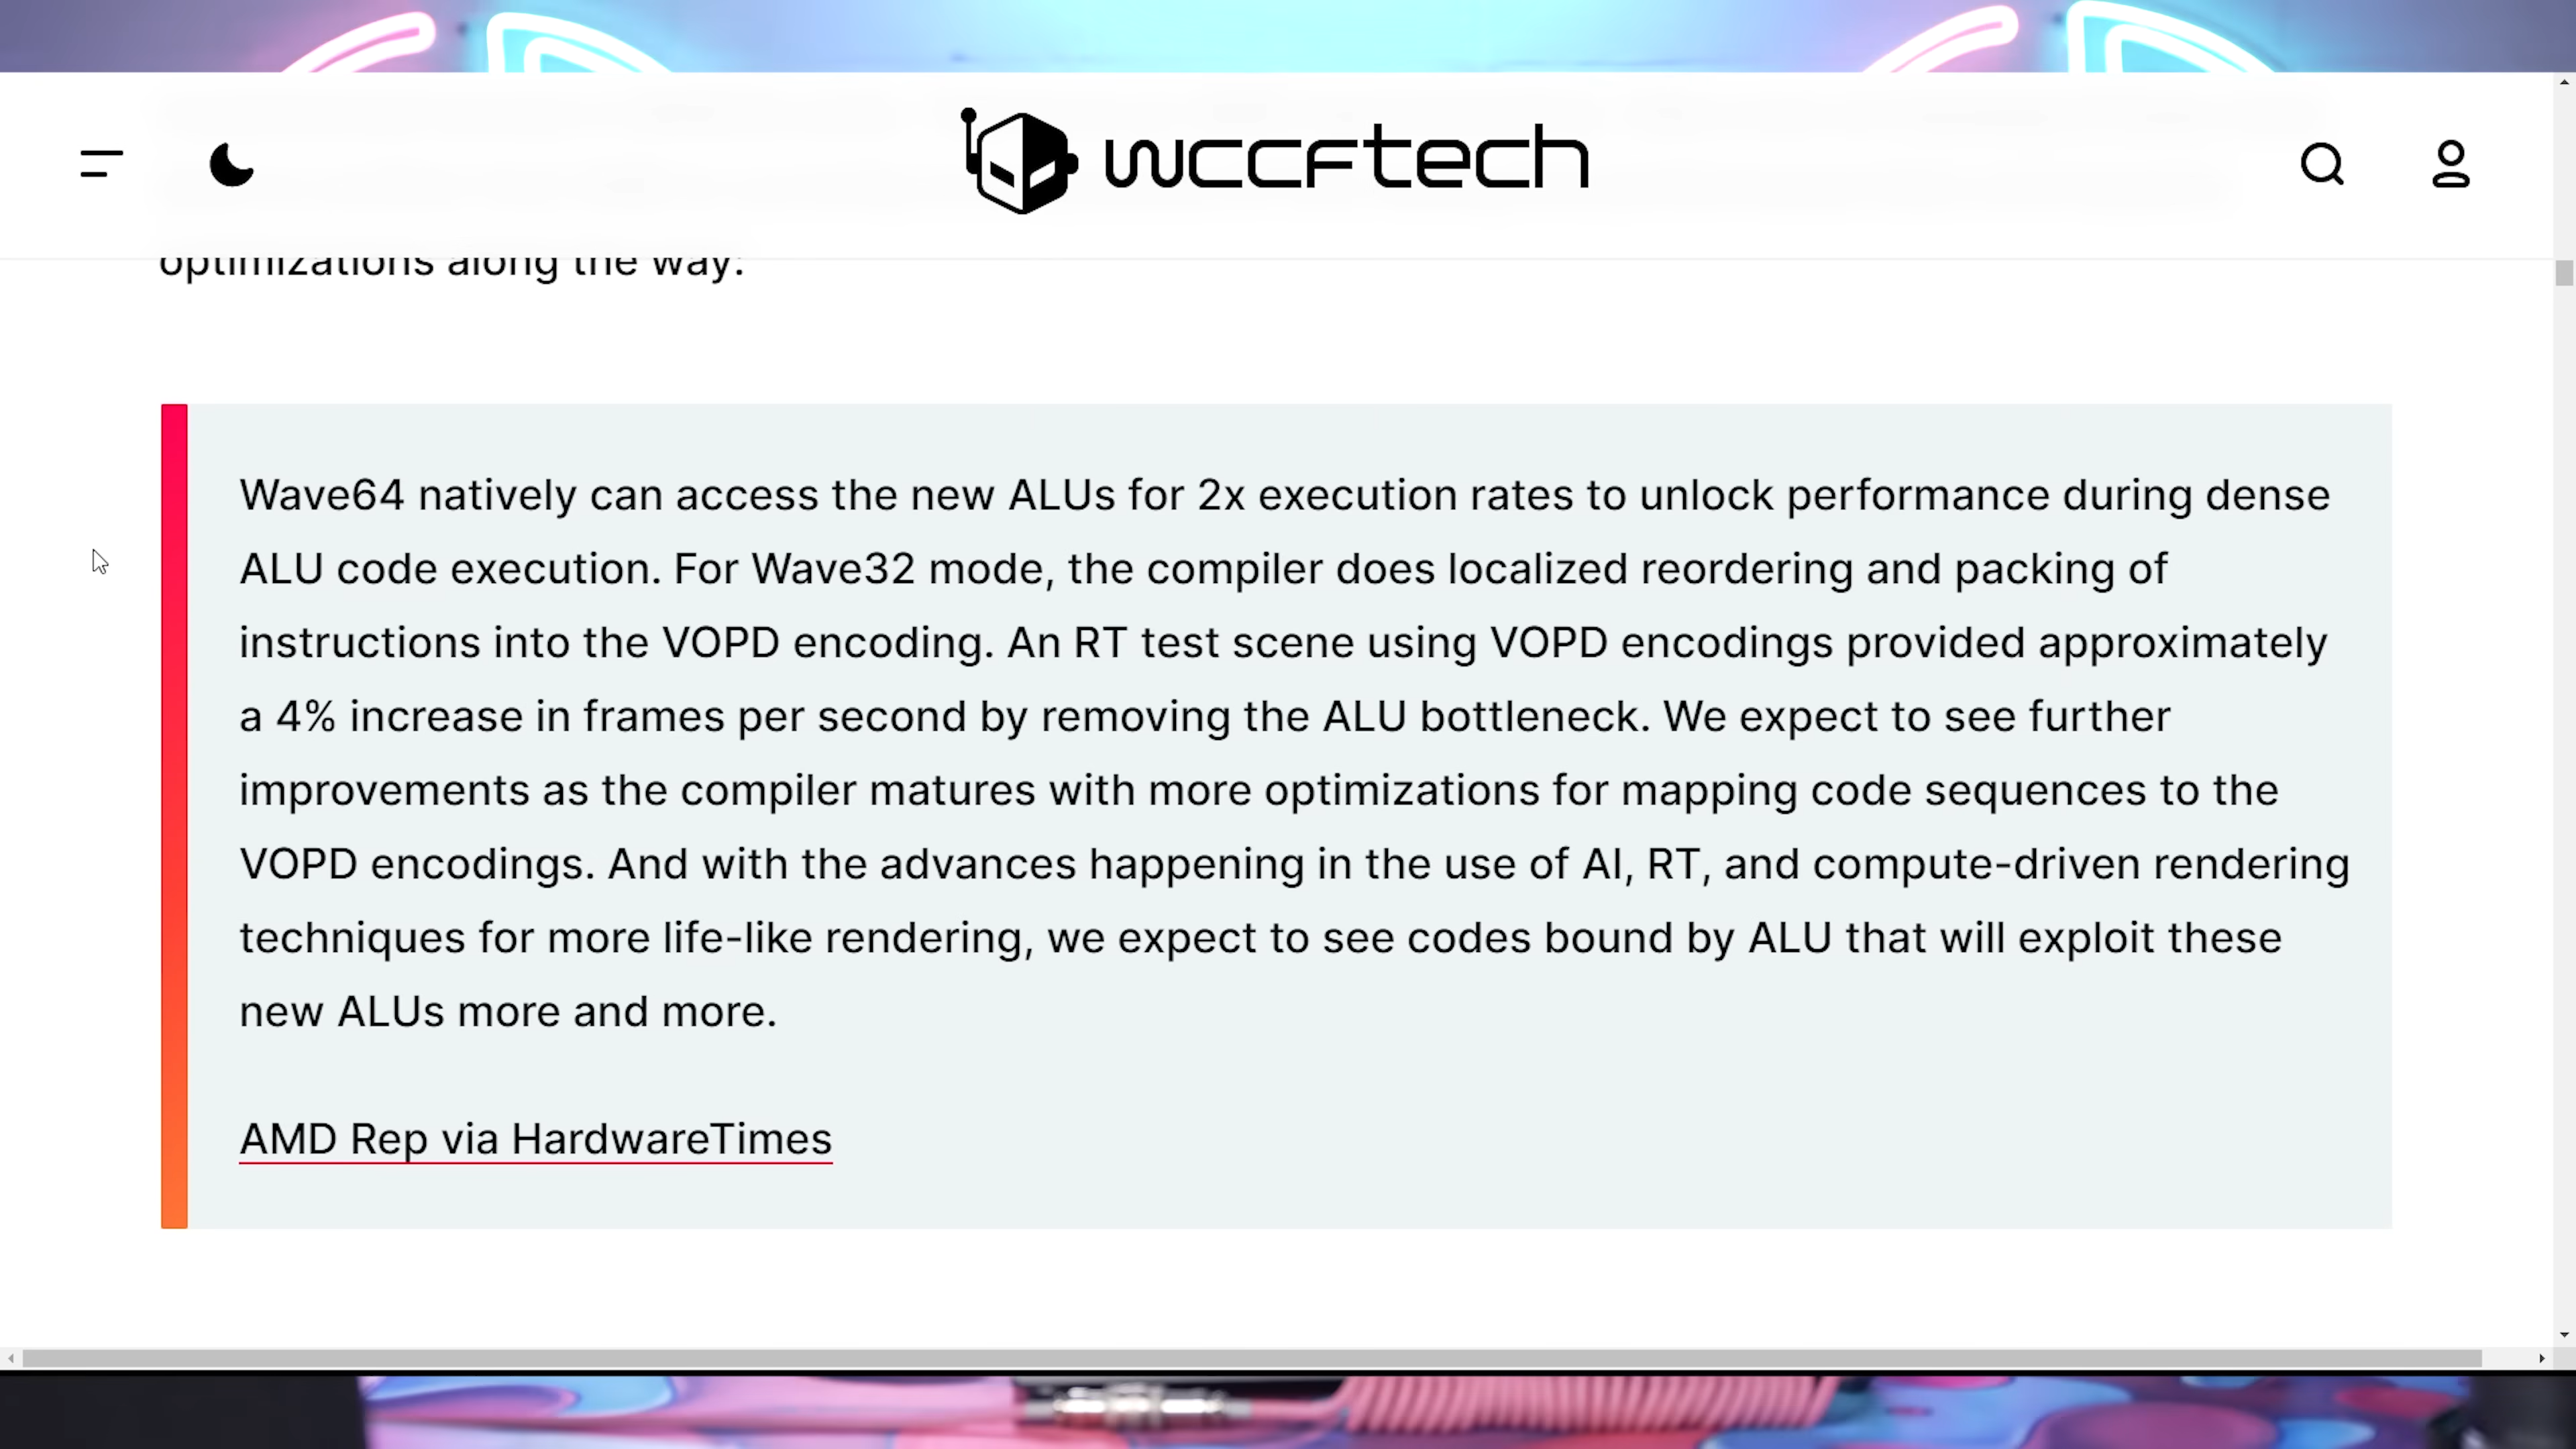 wccftech
optimizations along the way:
Wave64 natively can access the new ALUs for 2x execution rates to unlock performance during dense
ALU code execution. For Wave32 mode, the compiler does localized reordering and packing of
instructions into the VOPD encoding. An RT test scene using VOPD encodings provided approximately
a 4% increase in frames per second by removing the ALU bottleneck. We expect to see further
improvements as the compiler matures with more optimizations for mapping code sequences to the
VOPD encodings. And with the advances happening in the use of AI, RT, and compute-driven rendering
techniques for more life-like rendering, we expect to see codes bound by ALU that will exploit these
new ALUs more and more.
AMD Rep via HardwareTimes